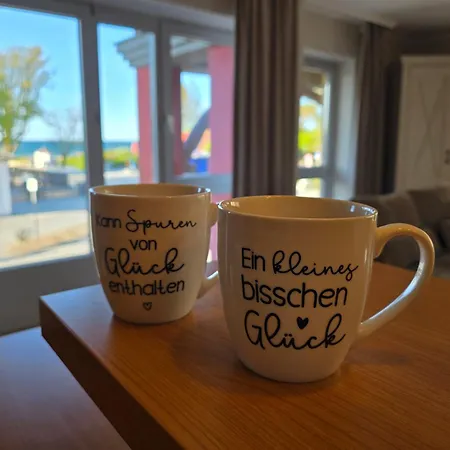 Kann Spuren
von
Glück
enthalten
Ein kleines
bisschen
Glück